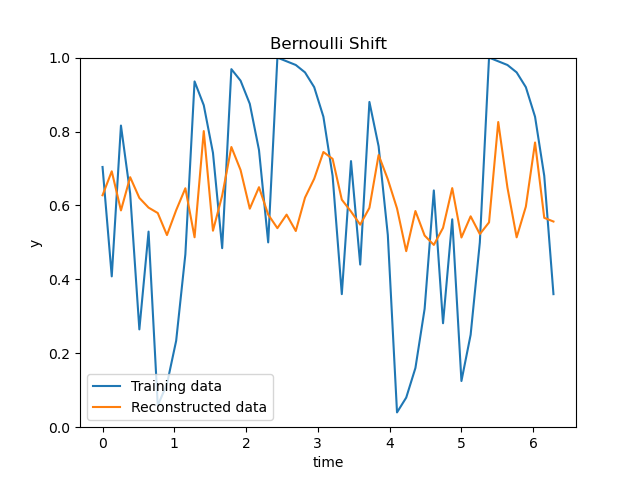 Bernoulli Shift
1.0
0.8
0.6
0.4
0.2
0.0
y
Training data
Reconstructed data
0 1 2 3 4 5 6
time